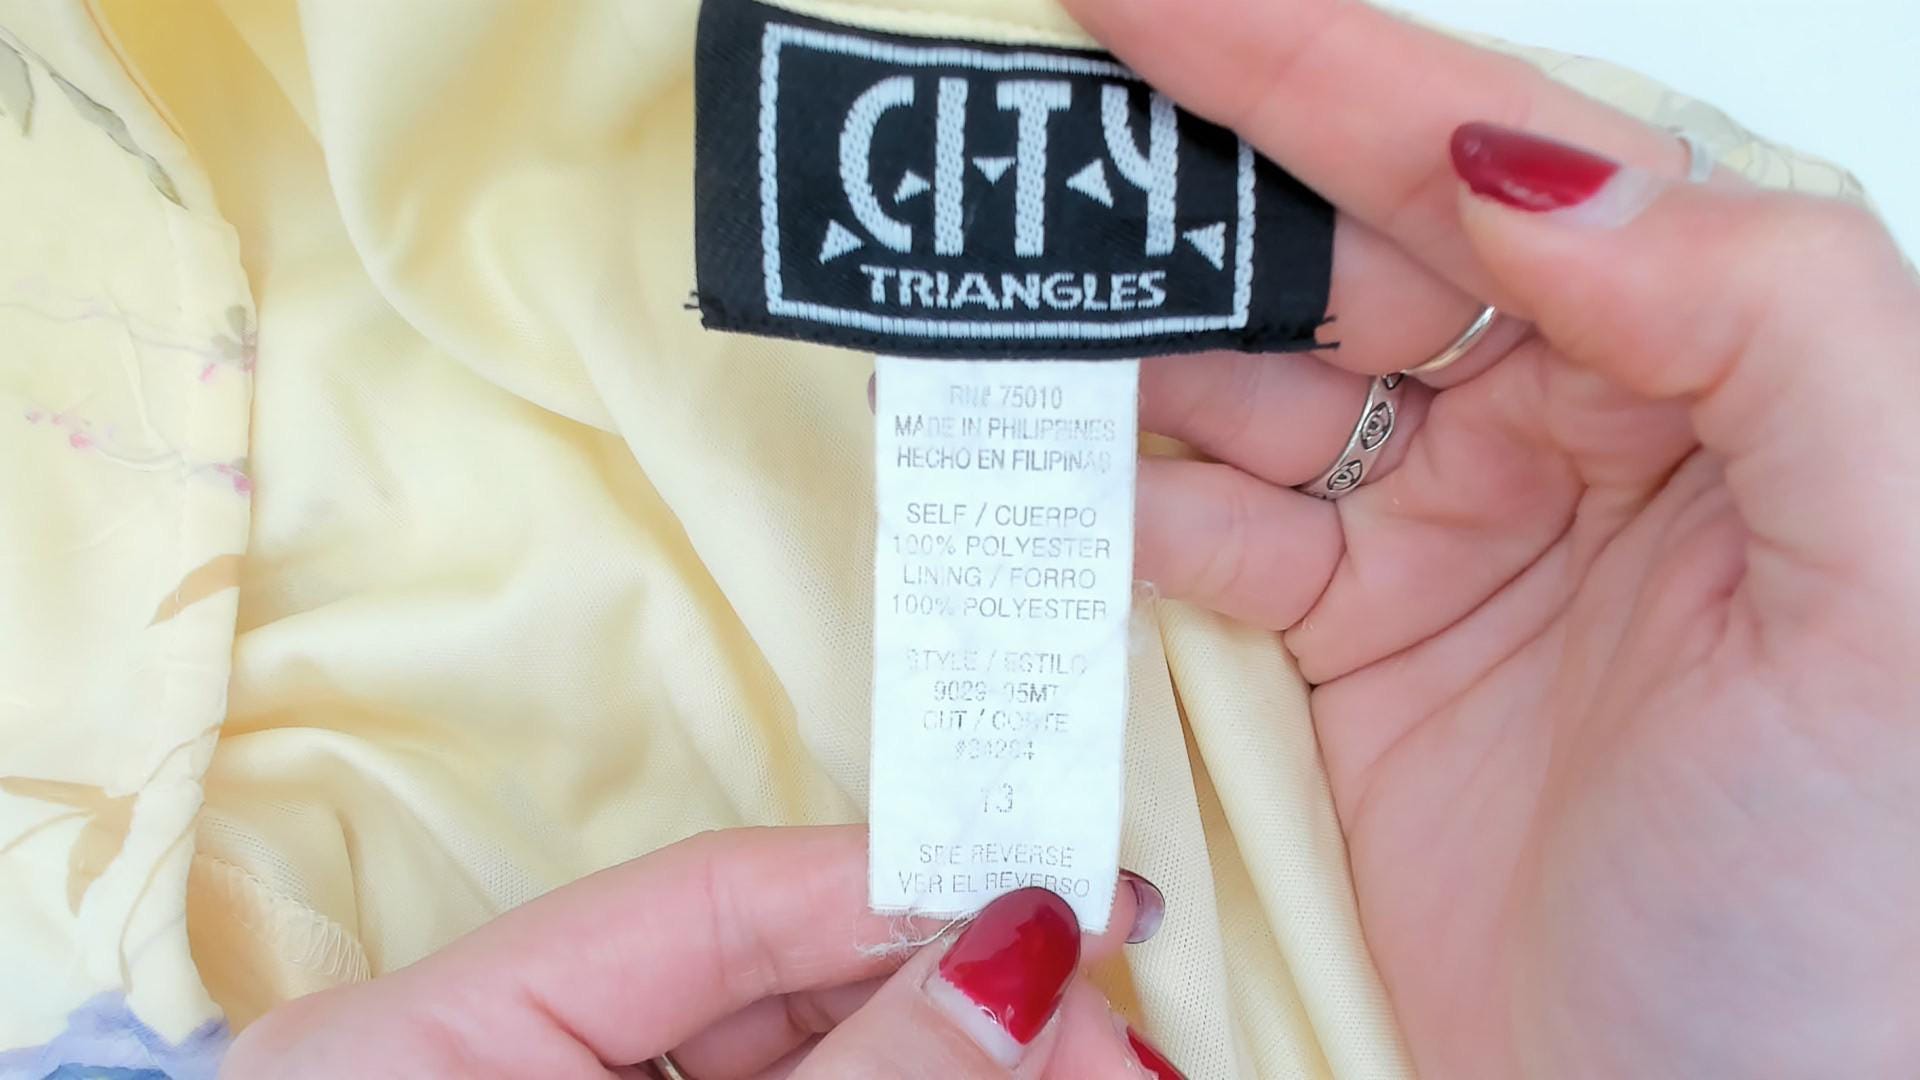 CITY
TRIANGLES
RN# 75010
MADE IN PHILIPPINES
HECHO EN FILIPINAS
SELF / CUERPO
100% POLYESTER
LINING / FORRO
100% POLYESTER
STYLE / ESTILO
CUT / CORTE
13
SEE REVERSE
VER EL REVERSO